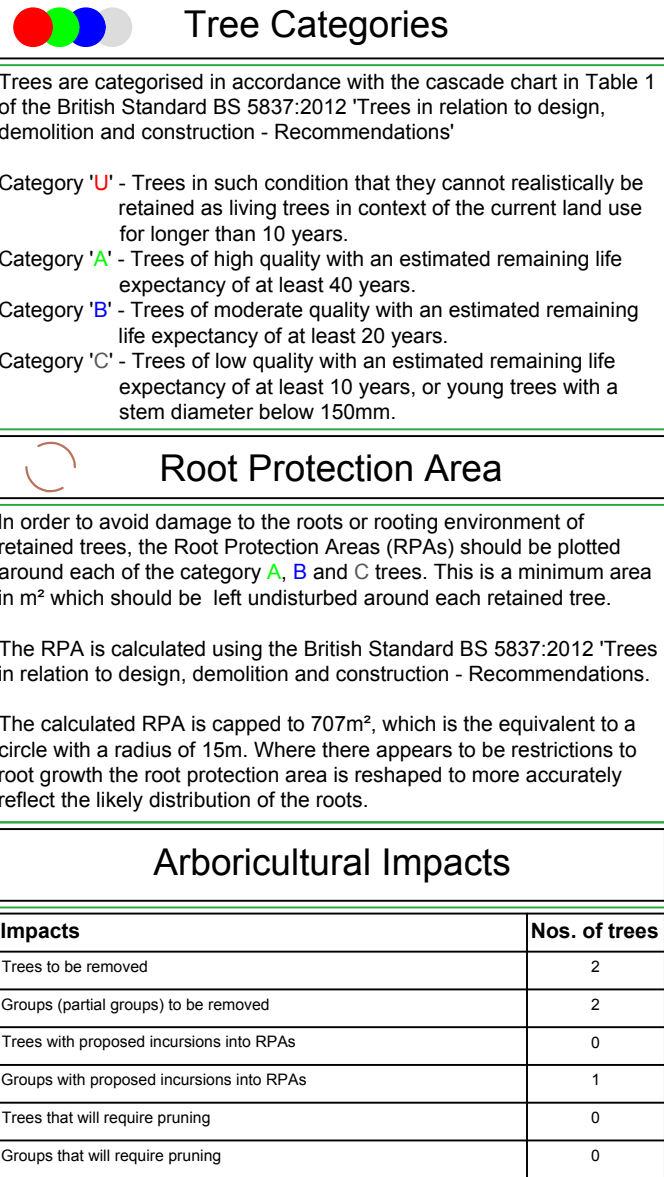 Tree Categories
Trees are categorised in accordance with the cascade chart in Table 1
of the British Standard BS 5837:2012 'Trees in relation to design,
demolition and construction - Recommendations'
Category 'U' - Trees in such condition that they cannot realistically be
retained as living trees in context of the current land use
for longer than 10 years.
Category 'A' - Trees of high quality with an estimated remaining life
expectancy of at least 40 years.
Category 'B' - Trees of moderate quality with an estimated remaining
life expectancy of at least 20 years.
Category 'C' - Trees of low quality with an estimated remaining life
expectancy of at least 10 years, or young trees with a
stem diameter below 150mm.
Root Protection Area
In order to avoid damage to the roots or rooting environment of
retained trees, the Root Protection Areas (RPAs) should be plotted
around each of the category A, B and C trees. This is a minimum area
in m² which should be left undisturbed around each retained tree.
The RPA is calculated using the British Standard BS 5837:2012 'Trees
in relation to design, demolition and construction - Recommendations.
The calculated RPA is capped to 707m², which is the equivalent to a
circle with a radius of 15m. Where there appears to be restrictions to
root growth the root protection area is reshaped to more accurately
reflect the likely distribution of the roots.
Arboricultural Impacts
Impacts Nos. of trees
Trees to be removed 2
Groups (partial groups) to be removed 2
Trees with proposed incursions into RPAs 0
Groups with proposed incursions into RPAs 1
Trees that will require pruning 0
Groups that will require pruning 0